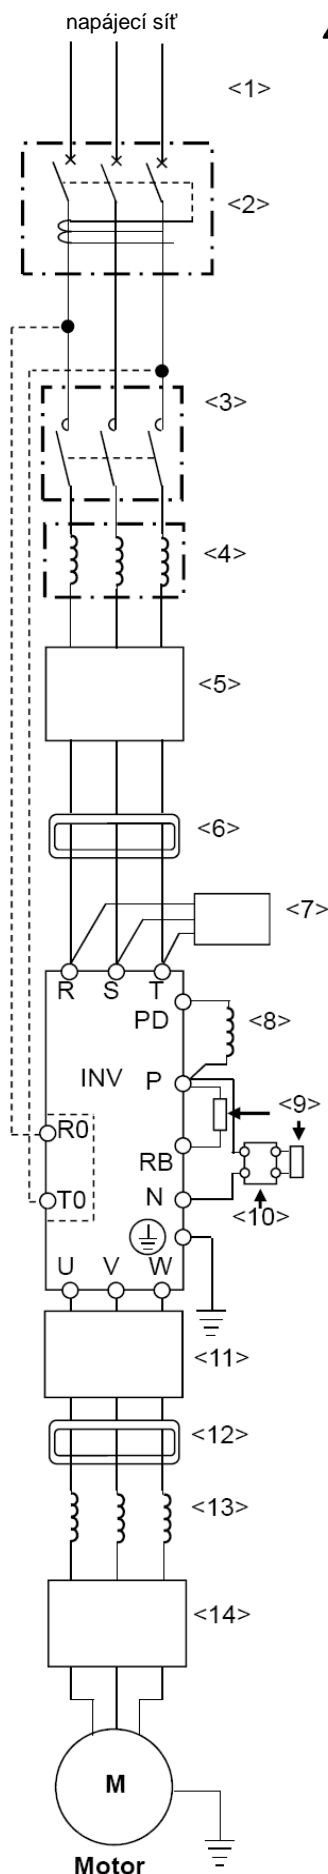 napájecí síť
<1>
<2>
<3>
<4>
<5>
<6>
<7>
R S T
PD
<8>
INV
P
<9>
R0
RB
T0
N
<10>
U V W
<11>
<12>
<13>
<14>
M
Motor